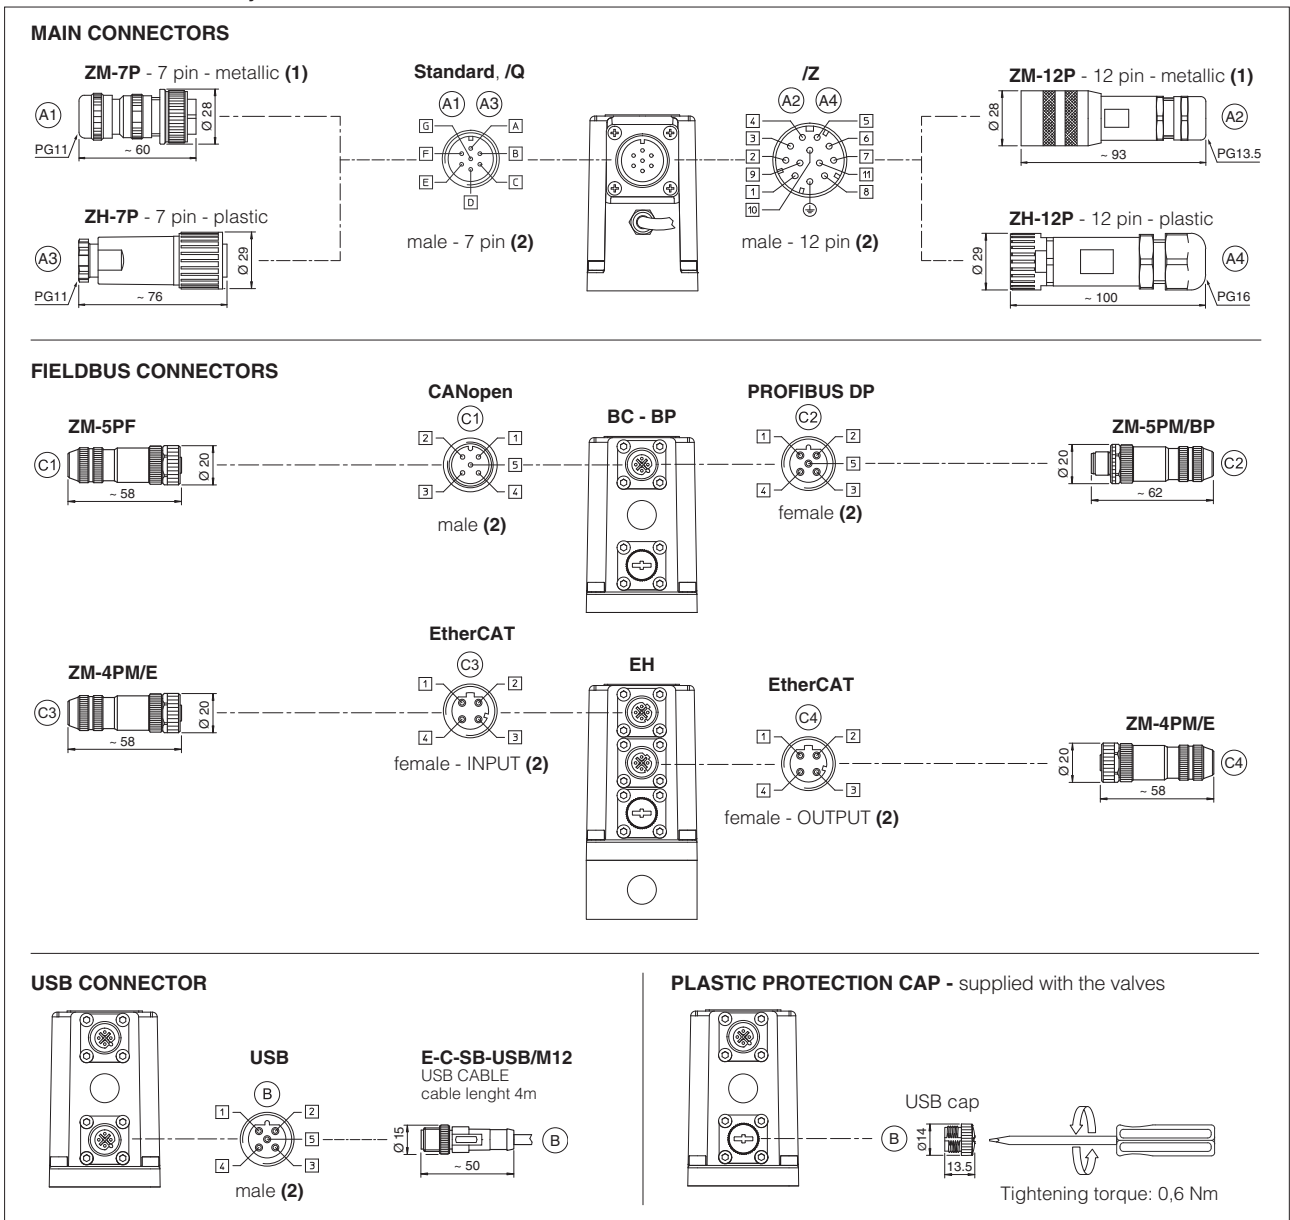 MAIN CONNECTORS
ZM-7P - 7 pin - metallic (1)
A1
PG11
~ 60
Ø 28
ZH-7P - 7 pin - plastic
A3
PG11
~ 76
Ø 29
Standard, /Q
A1 A3
G
A
F
B
E
C
D
male - 7 pin (2)
/Z
A2 A4
4
5
3
6
2
7
9
11
1
8
10
male - 12 pin (2)
ZM-12P - 12 pin - metallic (1)
Ø 28
A2
~ 93
PG13.5
ZH-12P - 12 pin - plastic
Ø 29
A4
~ 100
PG16
FIELDBUS CONNECTORS
ZM-5PF
C1
~ 58
Ø 20
CANopen
C1
2
1
5
3
4
male (2)
BC - BP
PROFIBUS DP
C2
1
2
5
4
3
female (2)
ZM-5PM/BP
Ø 20
C2
~ 62
ZM-4PM/E
C3
~ 58
Ø 20
EtherCAT
C3
1
2
4
3
female - INPUT (2)
EH
EtherCAT
C4
1
2
4
3
female - OUTPUT (2)
ZM-4PM/E
Ø 20
C4
~ 58
USB CONNECTOR
USB
B
1
2
5
4
3
male (2)
E-C-SB-USB/M12
USB CABLE
cable lenght 4m
Ø 15
~ 50
B
PLASTIC PROTECTION CAP - supplied with the valves
USB cap
B
Ø14
13.5
Tightening torque: 0,6 Nm